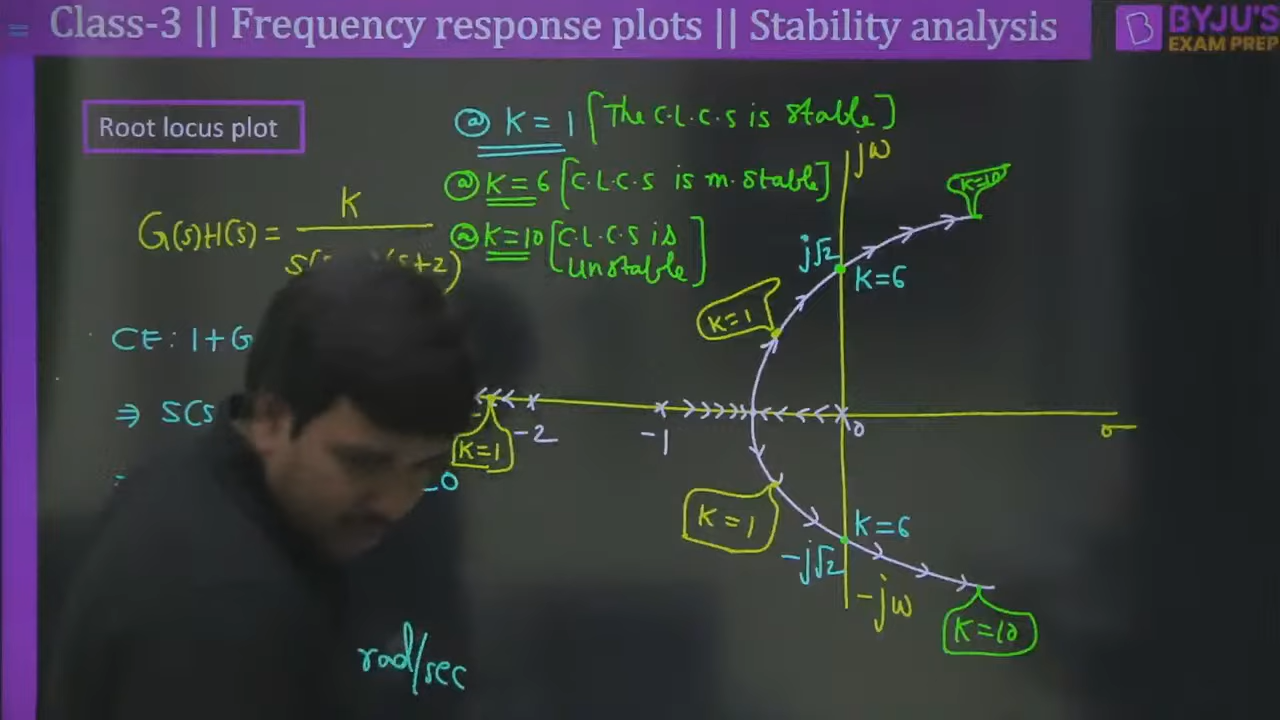 Class-3 || Frequency response plots || Stability analysis
BYJU'S
EXAM PREP
Root locus plot
@ K = 1 [The C.L.C.S is stable]
@ K = 6 [C.L.C.S is m. stable]
@ K = 10 [C.L.C.S is
unstable]
G(s)H(s) = K
s+2)
CE : 1+G
⇒ S(s
0
rad/sec
jω
K=10
j√2
K=6
K=1
-2
-1
0
σ
K=1
K=1
K=6
-j√2
-jω
K=10